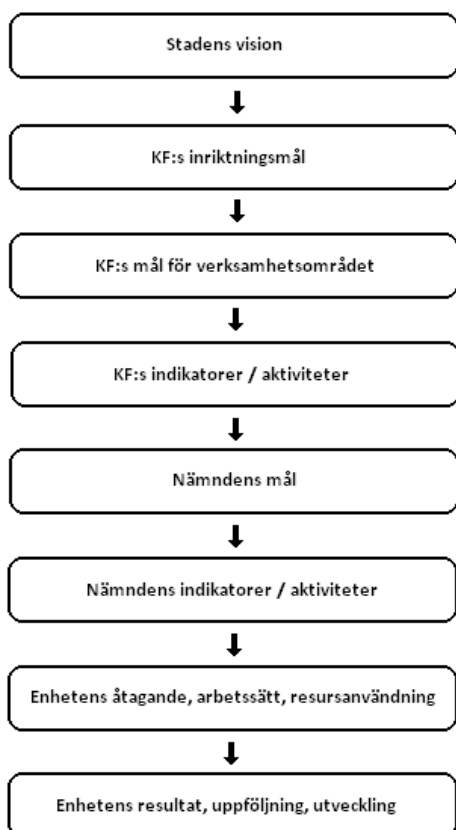 Stadens vision
KF:s inriktningsmål
KF:s mål för verksamhetsområdet
KF:s indikatorer / aktiviteter
Nämndens mål
Nämndens indikatorer / aktiviteter
Enhetens åtagande, arbetssätt, resursanvändning
Enhetens resultat, uppföljning, utveckling